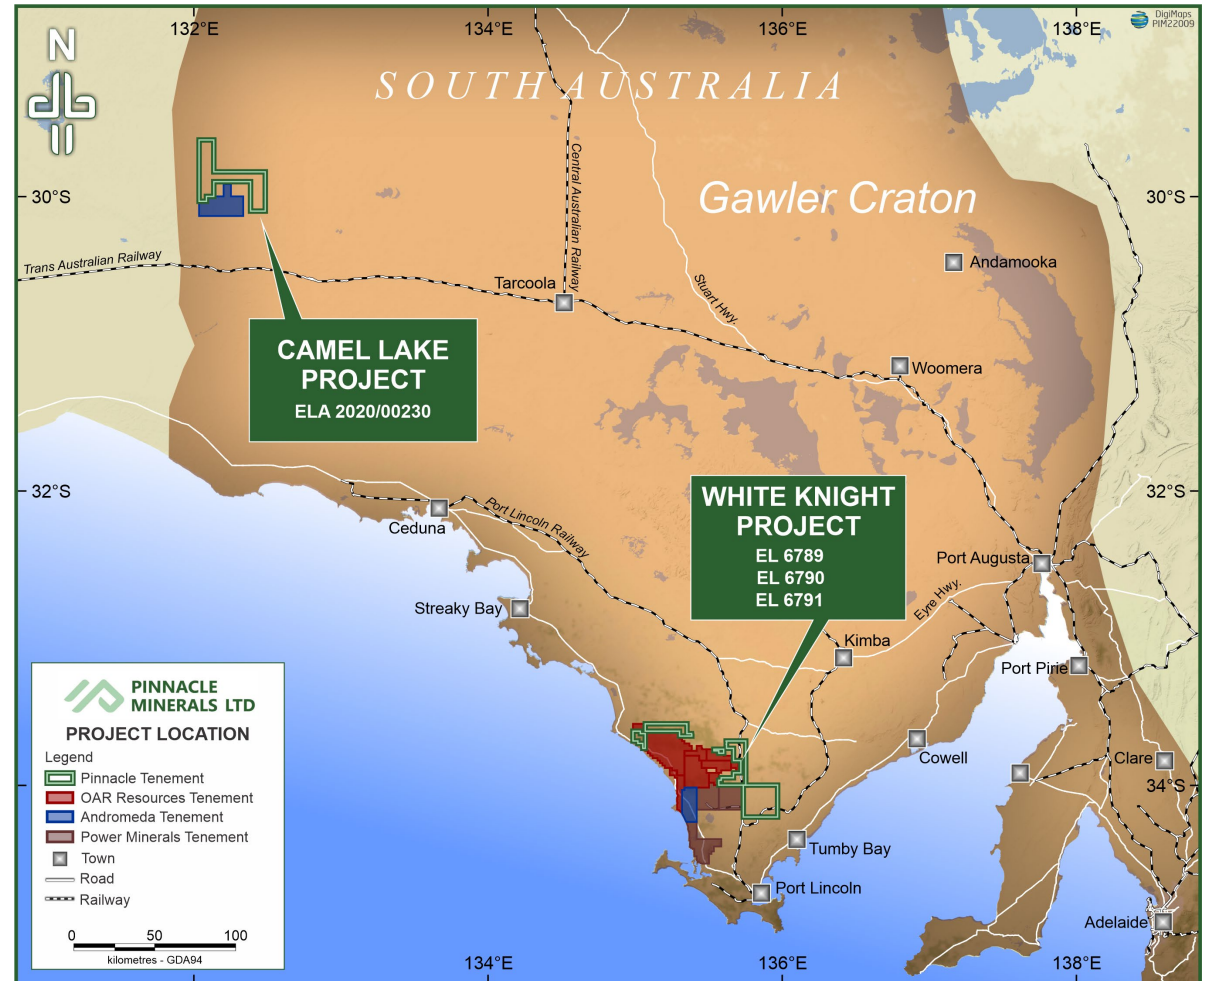 132°E
134°E
136°E
138°E
DigiMaps
PIM22009
N
SOUTH AUSTRALIA
Gawler Craton
30°S
30°S
Central Australian Railway
Trans Australian Railway
Stuart Hwy.
Andamooka
Tarcoola
CAMEL LAKE
PROJECT
ELA 2020/00230
Woomera
32°S
32°S
WHITE KNIGHT
PROJECT
EL 6789
EL 6790
EL 6791
Port Lincoln Railway
Ceduna
Port Augusta
Eyre Hwy.
Streaky Bay
Kimba
Port Pirie
PINNACLE
MINERALS LTD
PROJECT LOCATION
Legend
Pinnacle Tenement
OAR Resources Tenement
Andromeda Tenement
Power Minerals Tenement
Town
Road
Railway
0 50 100
kilometres - GDA94
Cowell
Clare
34°S
Tumby Bay
Port Lincoln
Adelaide
134°E
136°E
138°E